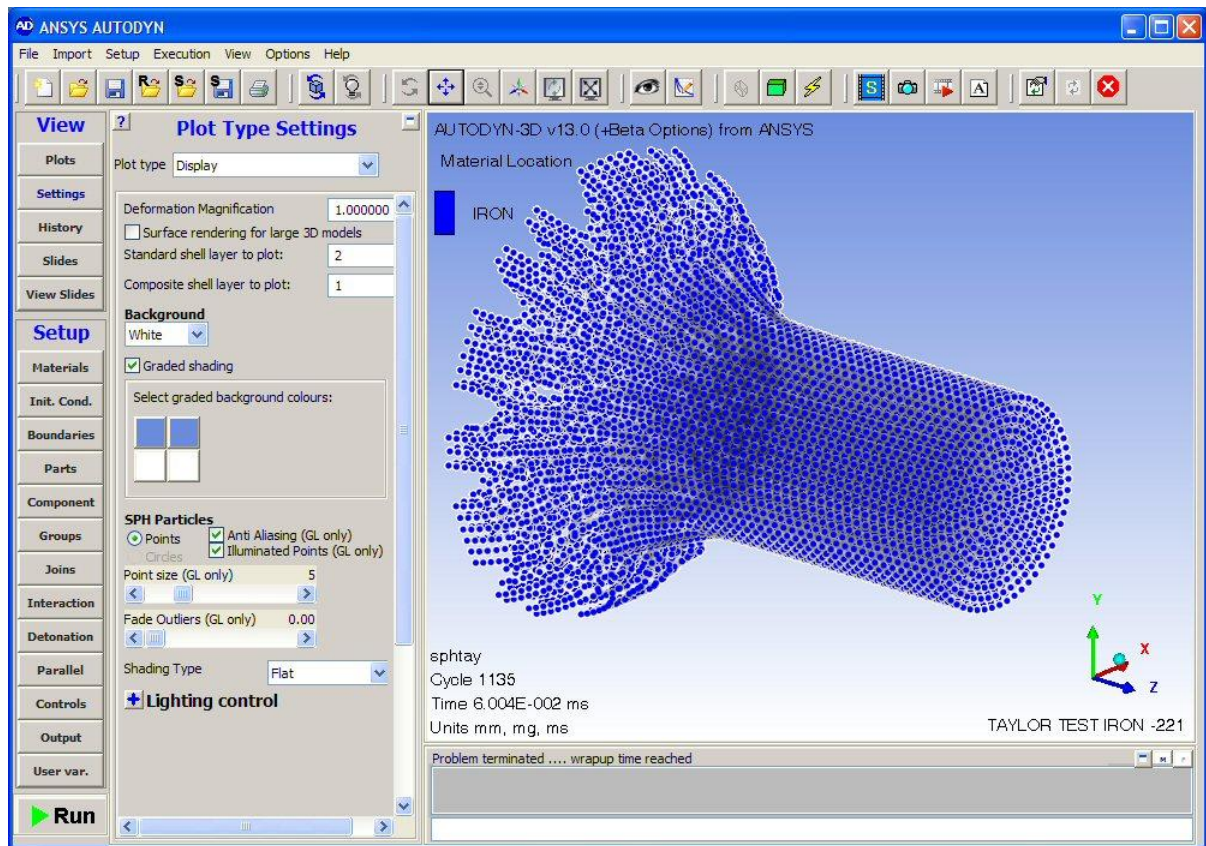 ANSYS AUTODYN
File Import Setup Execution View Options Help
View
Plots
Settings
History
Slides
View Slides
Setup
Materials
Init. Cond.
Boundaries
Parts
Component
Groups
Joins
Interaction
Detonation
Parallel
Controls
Output
User var.
Run
? Plot Type Settings
Plot type Display
Deformation Magnification 1.000000
Surface rendering for large 3D models
Standard shell layer to plot: 2
Composite shell layer to plot: 1
Background
White
Graded shading
Select graded background colours:
SPH Particles
Points Anti Aliasing (GL only)
Circles Illuminated Points (GL only)
Point size (GL only) 5
Fade Outliers (GL only) 0.00
Shading Type Flat
+ Lighting control
AUTODYN-3D v13.0 (+Beta Options) from ANSYS
Material Location
IRON
Y
X
Z
sphtay
Cycle 1135
Time 6.004E-002 ms
Units mm, mg, ms
TAYLOR TEST IRON -221
Problem terminated .... wrapup time reached